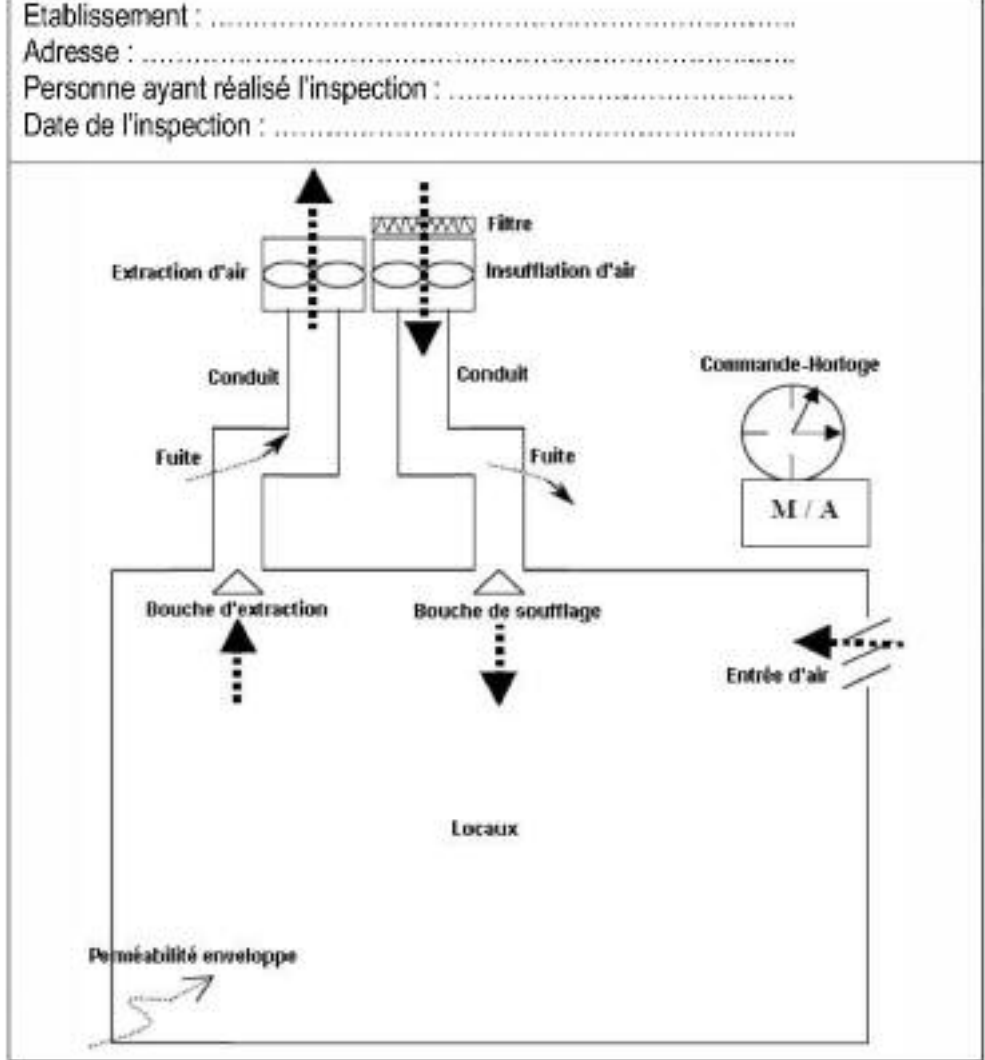 Etablissement : ........................................................................
Adresse : ..................................................................................
Personne ayant réalisé l'inspection : ...........................................
Date de l'inspection : .................................................................
Filtre
Extraction d'air
Insufflation d'air
Conduit
Conduit
Commande-Horloge
Fuite
Fuite
M / A
Bouche d'extraction
Bouche de soufflage
Entrée d'air
Locaux
Perméabilité enveloppe